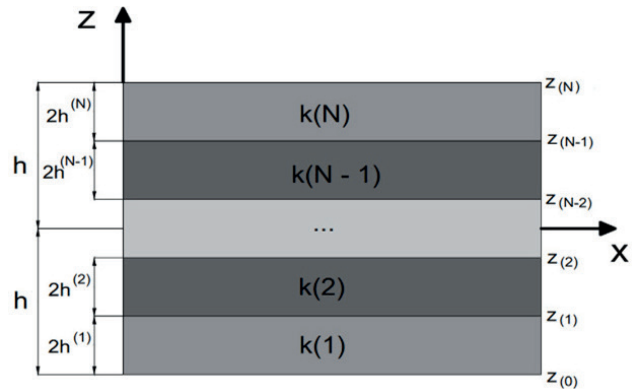 z
z(N)
2h(N)
k(N)
z(N-1)
h
2h(N-1)
k(N - 1)
z(N-2)
...
x
z(2)
2h(2)
k(2)
h
z(1)
2h(1)
k(1)
z(0)